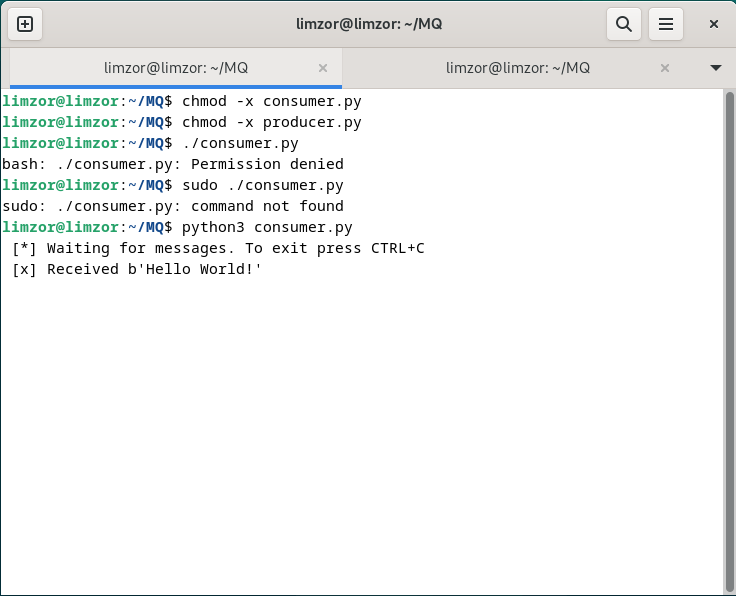 limzor@limzor: ~/MQ
limzor@limzor: ~/MQ
limzor@limzor: ~/MQ
limzor@limzor:~/MQ$ chmod -x consumer.py
limzor@limzor:~/MQ$ chmod -x producer.py
limzor@limzor:~/MQ$ ./consumer.py
bash: ./consumer.py: Permission denied
limzor@limzor:~/MQ$ sudo ./consumer.py
sudo: ./consumer.py: command not found
limzor@limzor:~/MQ$ python3 consumer.py
 [*] Waiting for messages. To exit press CTRL+C
 [x] Received b'Hello World!'